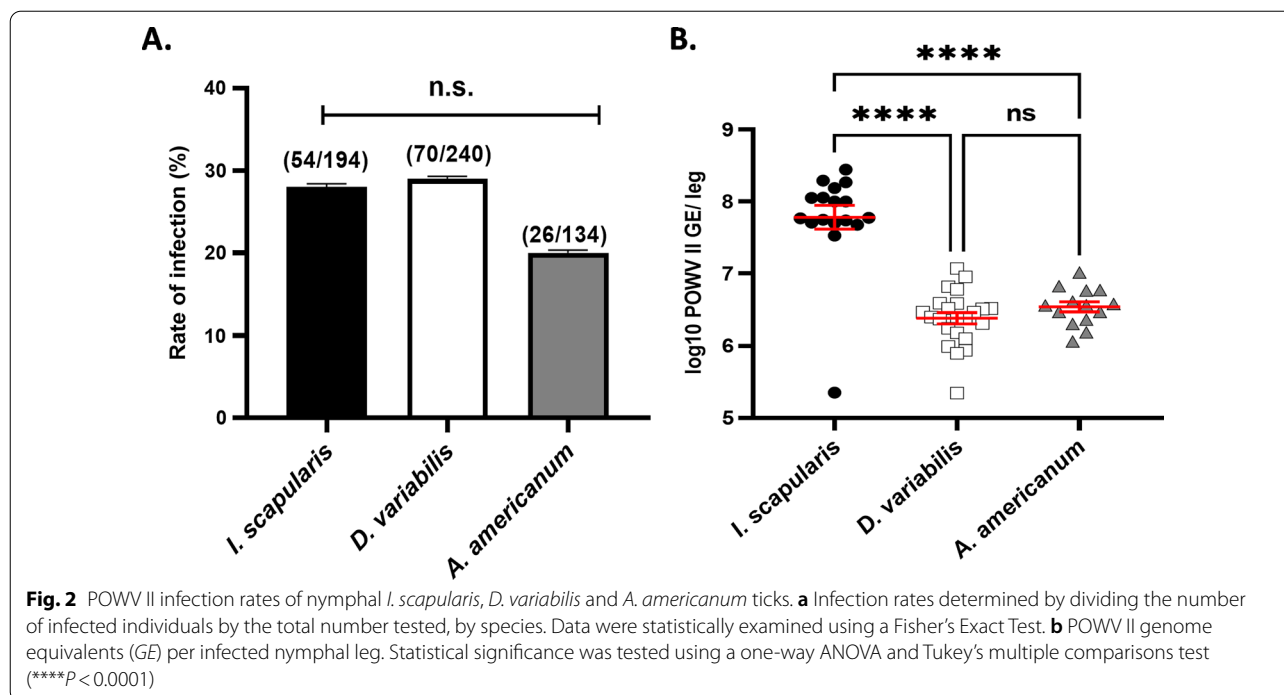 A.
n.s.
(54/194)
(70/240)
(26/134)
Rate of infection (%)
40
30
20
10
0
I. scapularis
D. variabilis
A. americanum
B.
****
****
ns
log10 POWV II GE/ leg
9
8
7
6
5
I. scapularis
D. variabilis
A. americanum
Fig. 2 POWV II infection rates of nymphal I. scapularis, D. variabilis and A. americanum ticks. a Infection rates determined by dividing the number
of infected individuals by the total number tested, by species. Data were statistically examined using a Fisher’s Exact Test. b POWV II genome
equivalents (GE) per infected nymphal leg. Statistical significance was tested using a one-way ANOVA and Tukey’s multiple comparisons test
(****P < 0.0001)